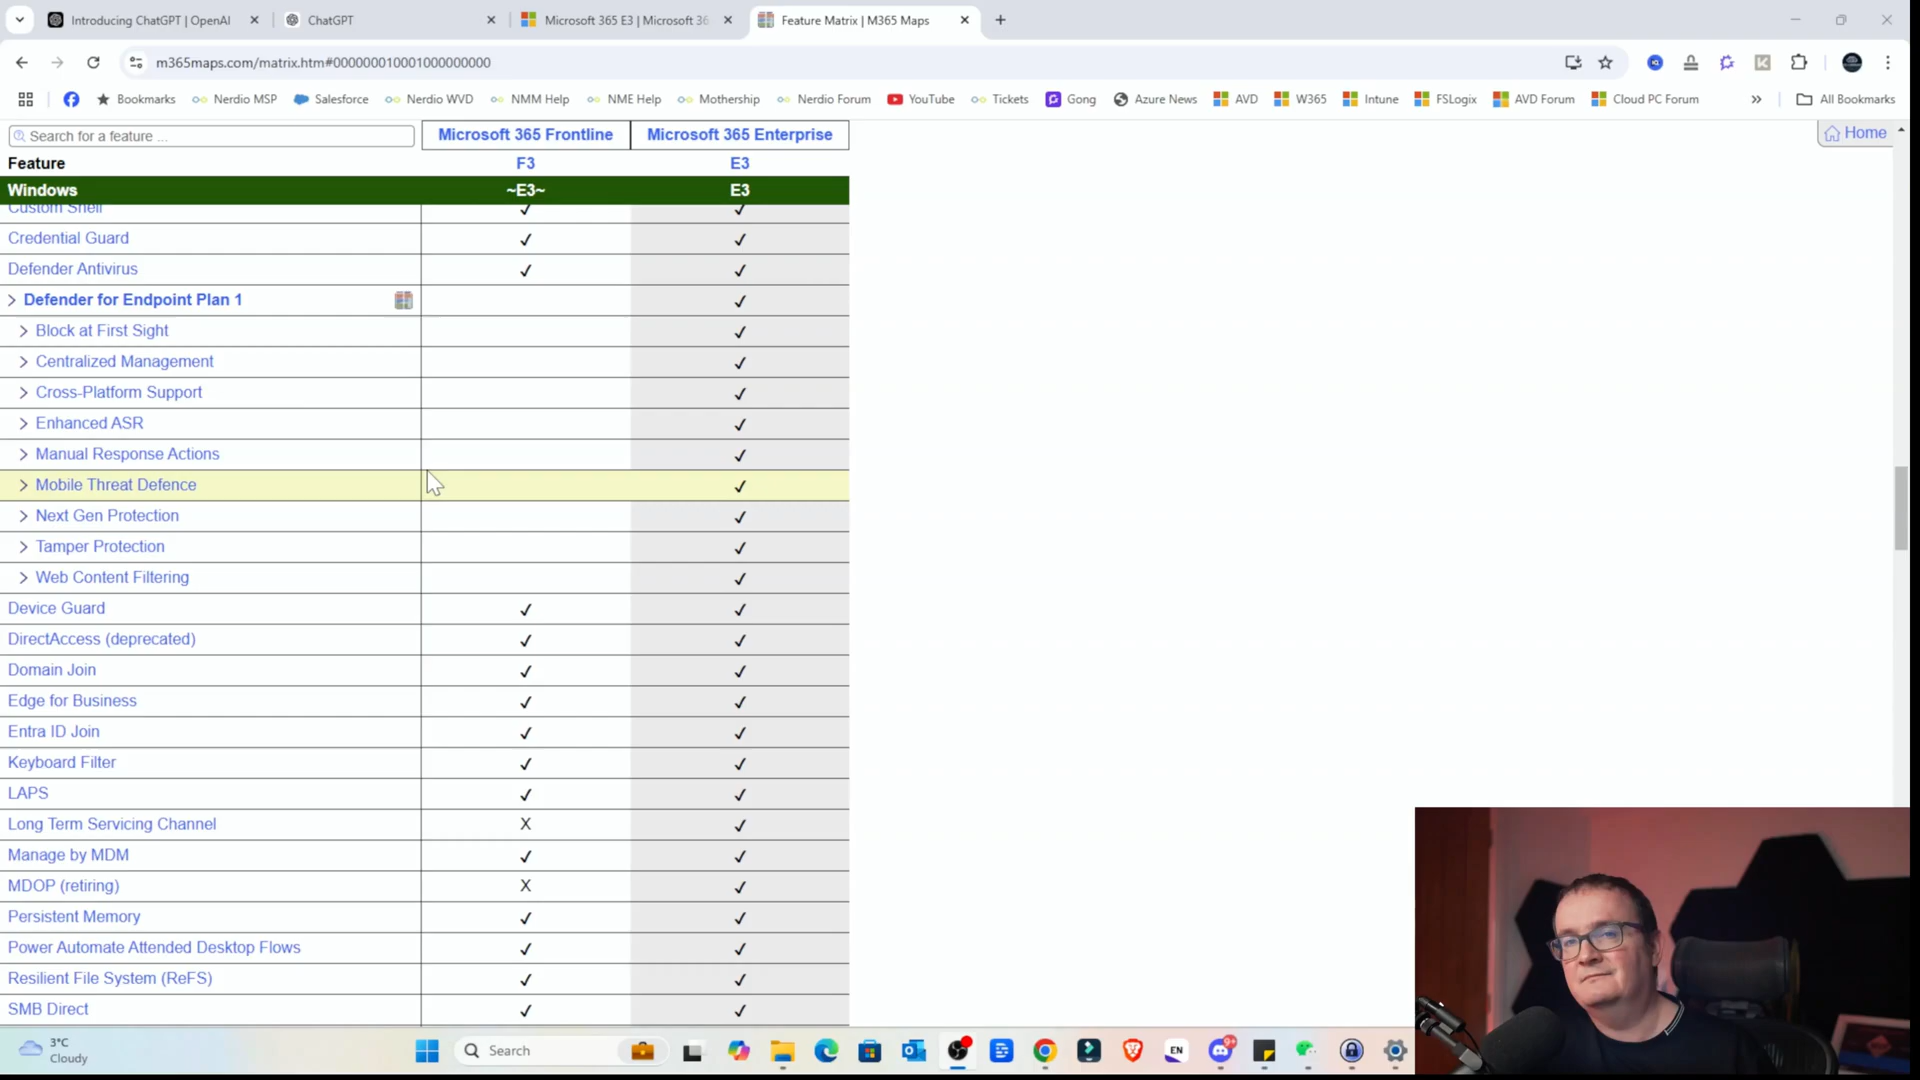 Introducing ChatGPT | OpenAI
ChatGPT
Microsoft 365 E3 | Microsoft 36
Feature Matrix | M365 Maps
m365maps.com/matrix.htm#000000010001000000000
Bookmarks
Nerdio MSP
Salesforce
Nerdio WVD
NMM Help
NME Help
Mothership
Nerdio Forum
YouTube
Tickets
Gong
Azure News
AVD
W365
Intune
FSLogix
AVD Forum
Cloud PC Forum
All Bookmarks
Search for a feature ...
Microsoft 365 Frontline
Microsoft 365 Enterprise
Home
Feature F3 E3
Windows ~E3~ E3
Custom Shell ✓ ✓
Credential Guard ✓ ✓
Defender Antivirus ✓ ✓
> Defender for Endpoint Plan 1 ✓
> Block at First Sight ✓
> Centralized Management ✓
> Cross-Platform Support ✓
> Enhanced ASR ✓
> Manual Response Actions ✓
> Mobile Threat Defence ✓
> Next Gen Protection ✓
> Tamper Protection ✓
> Web Content Filtering ✓
Device Guard ✓ ✓
DirectAccess (deprecated) ✓ ✓
Domain Join ✓ ✓
Edge for Business ✓ ✓
Entra ID Join ✓ ✓
Keyboard Filter ✓ ✓
LAPS ✓ ✓
Long Term Servicing Channel X ✓
Manage by MDM ✓ ✓
MDOP (retiring) X ✓
Persistent Memory ✓ ✓
Power Automate Attended Desktop Flows ✓ ✓
Resilient File System (ReFS) ✓ ✓
SMB Direct ✓ ✓
3°C
Cloudy
Search
EN
9+